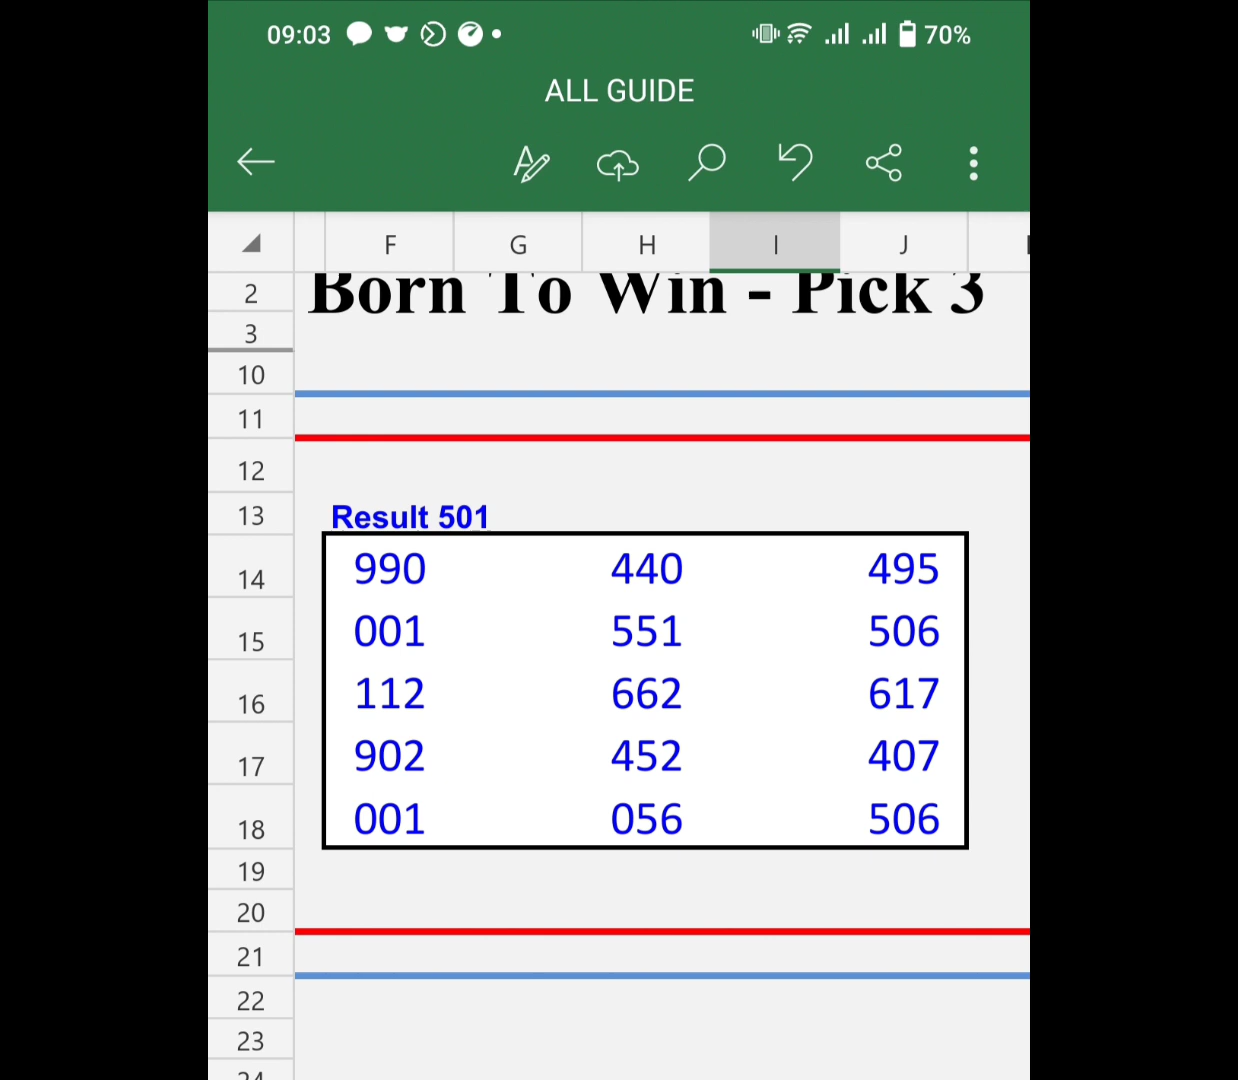 09:03 70%
ALL GUIDE
F G H I J
2 Born To Win - Pick 3
3
10
11
12
13 Result 501
14 990 440 495
15 001 551 506
16 112 662 617
17 902 452 407
18 001 056 506
19
20
21
22
23
24